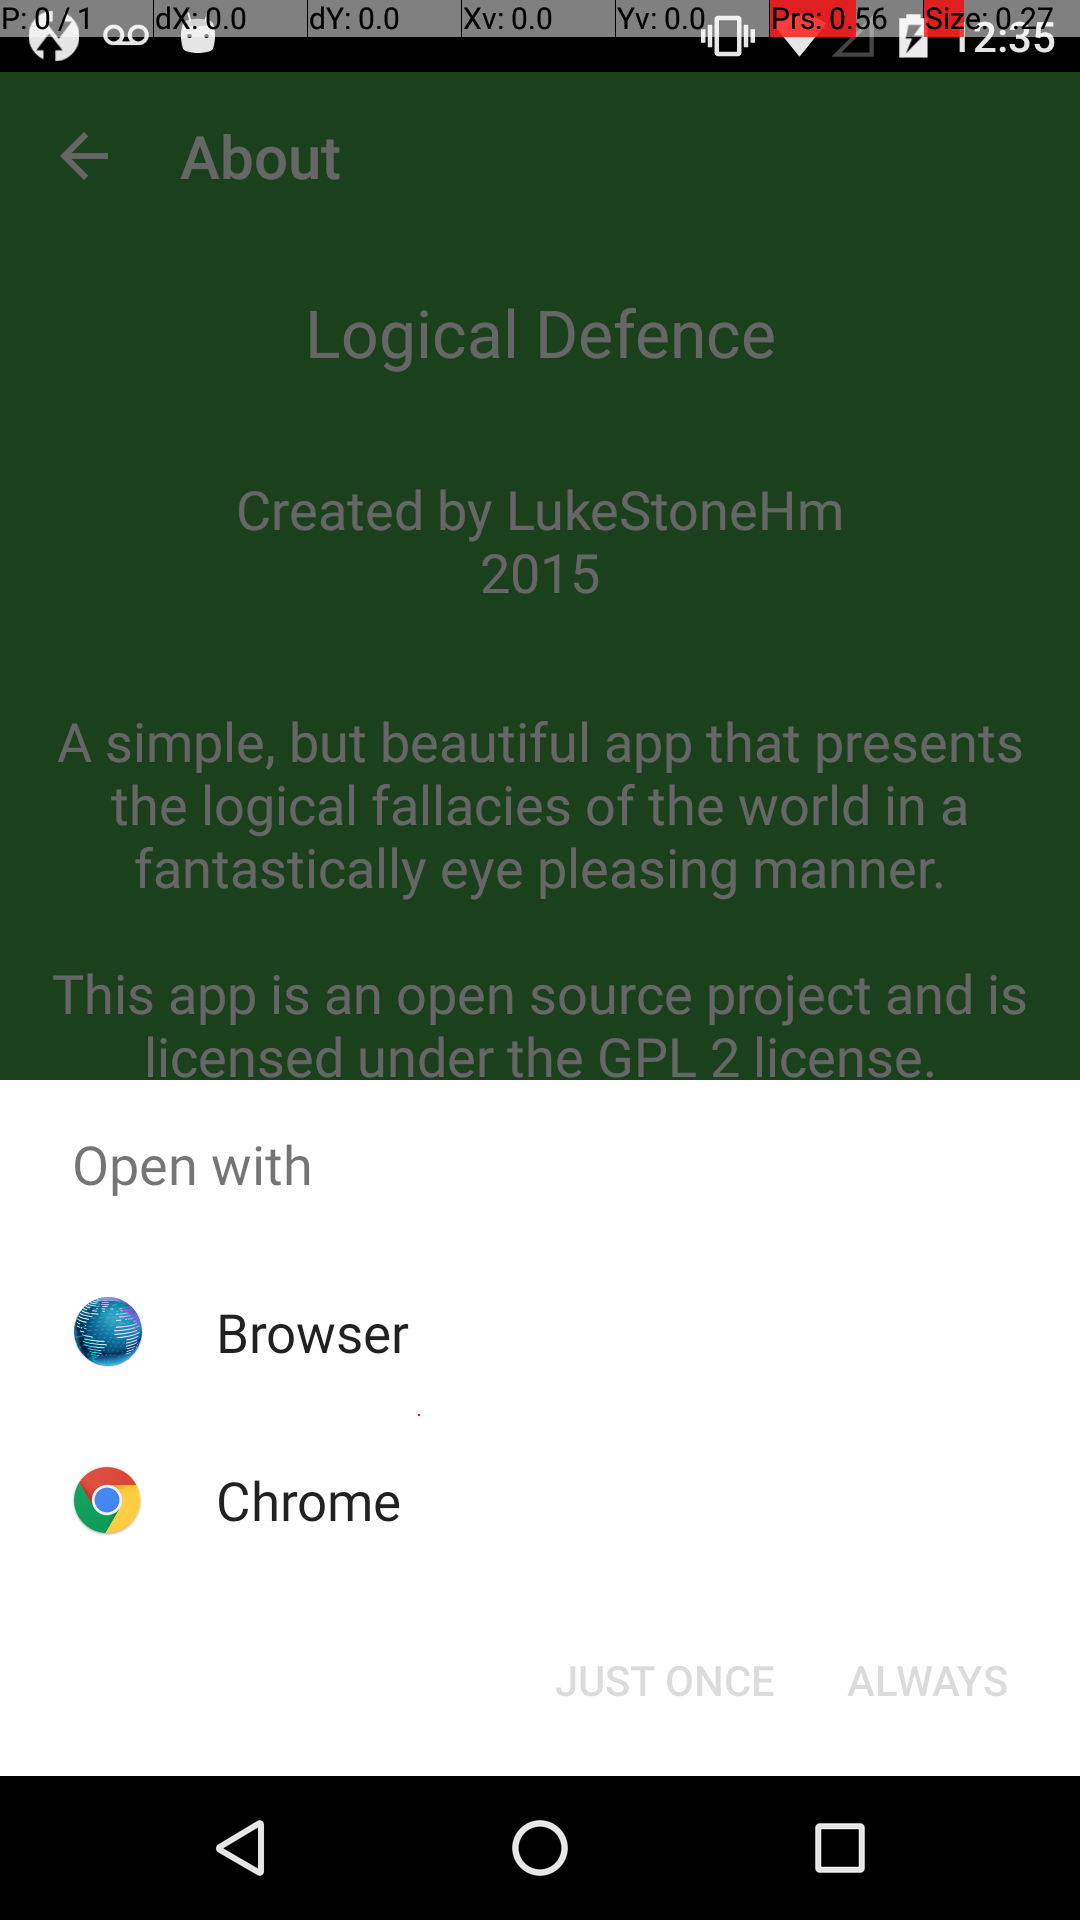 P: 0 / 1 dX: 0.0 dY: 0.0 Xv: 0.0 Yv: 0.0 Prs: 0.56 Size: 0.27
12:35
About
Logical Defence
Created by LukeStoneHm
2015
A simple, but beautiful app that presents
the logical fallacies of the world in a
fantastically eye pleasing manner.
This app is an open source project and is
licensed under the GPL 2 license.
Open with
Browser
Chrome
JUST ONCE ALWAYS